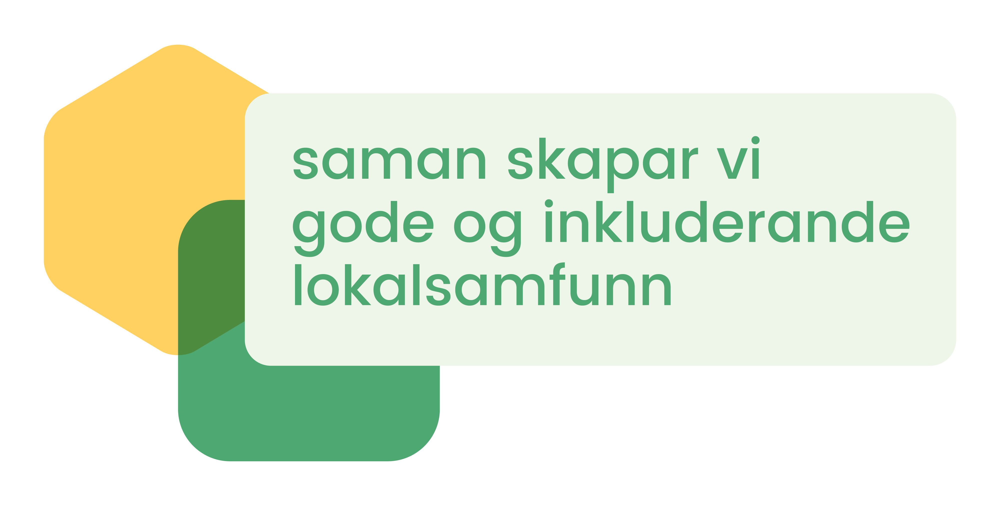 saman skapar vi
gode og inkluderande
lokalsamfunn